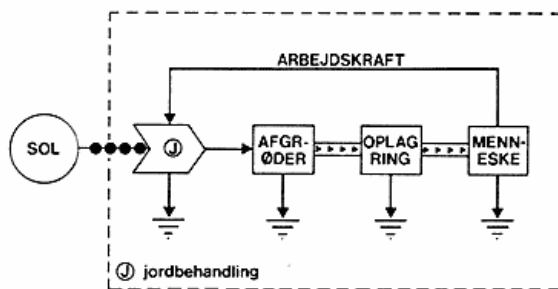 ARBEJDSKRAFT
SOL
J
AFGR-
ØDER
OPLAG
RING
MENN-
ESKE
J jordbehandling